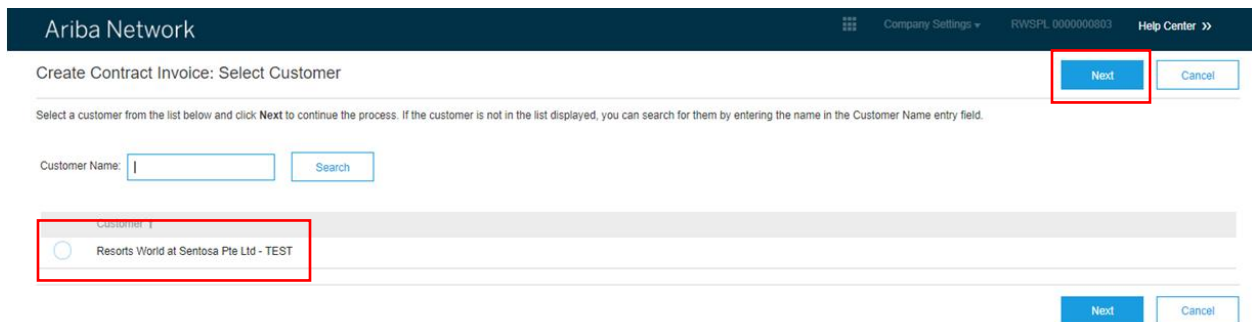 Ariba Network
Company Settings
RWSPL 0000000803
Help Center >>
Create Contract Invoice: Select Customer
Next
Cancel
Select a customer from the list below and click Next to continue the process. If the customer is not in the list displayed, you can search for them by entering the name in the Customer Name entry field.
Customer Name:
Search
Customer ↑
Resorts World at Sentosa Pte Ltd - TEST
Next
Cancel